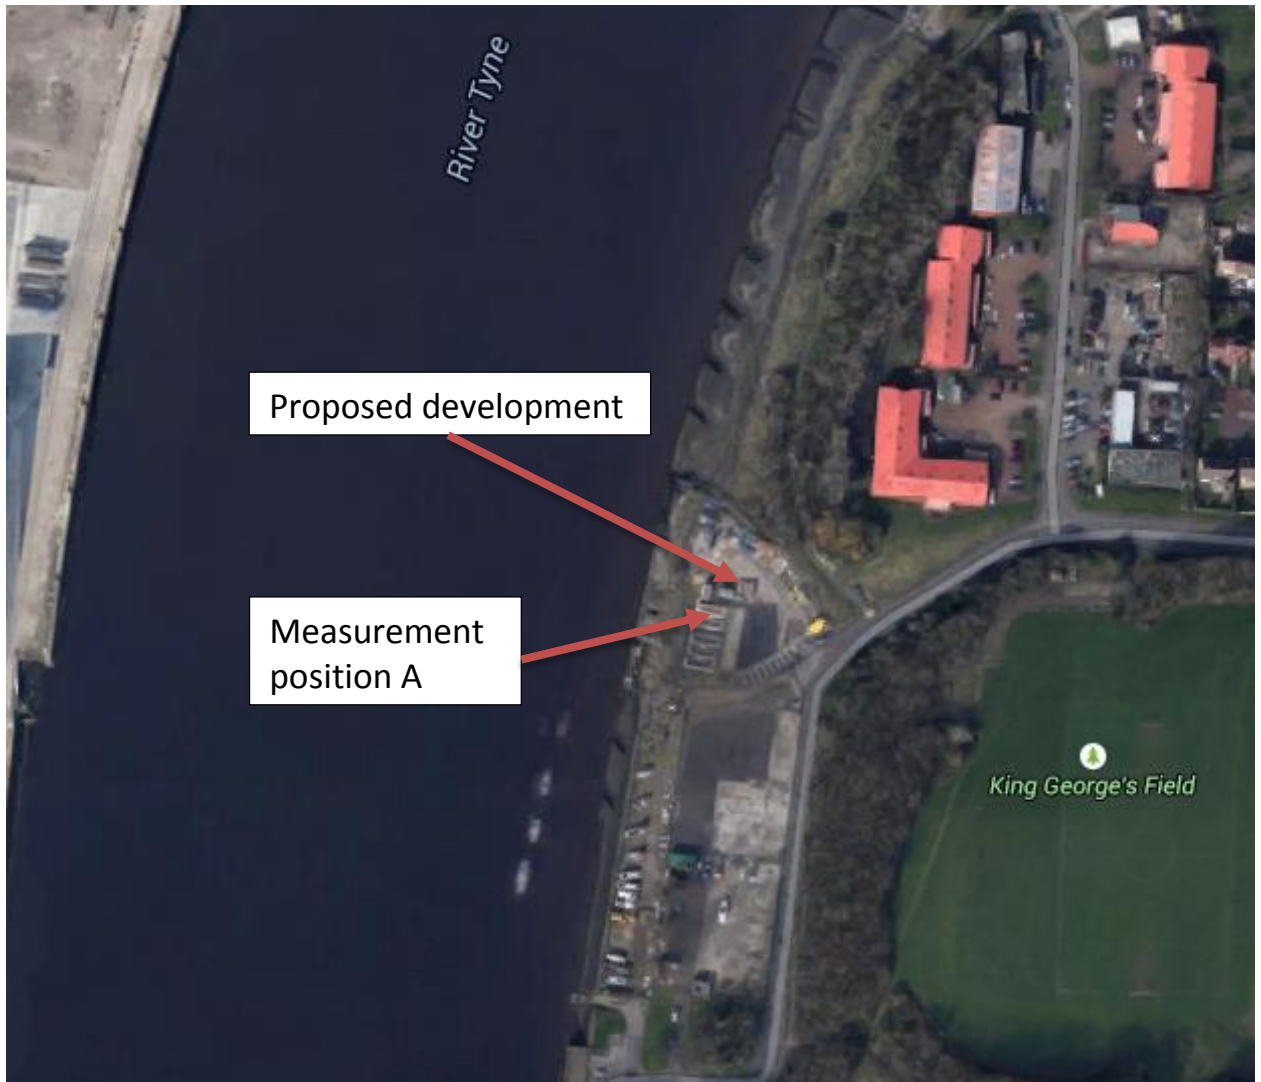 River Tyne
Proposed development
Measurement
position A
King George's Field